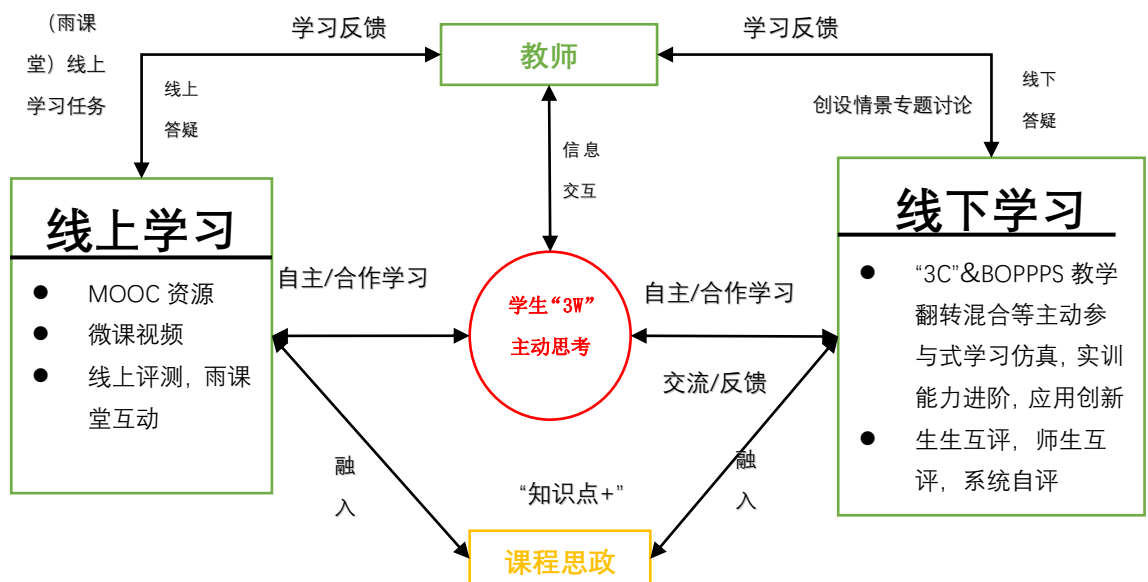 （雨课
堂）线上
学习任务
学习反馈
教师
学习反馈
线上
答疑
创设情景专题讨论
线下
答疑
信息
交互
线上学习
MOOC 资源
微课视频
线上评测, 雨课
堂互动
自主/合作学习
学生“3W”
主动思考
自主/合作学习
交流/反馈
线下学习
“3C”&BOPPPS 教学
翻转混合等主动参
与式学习仿真, 实训
能力进阶, 应用创新
生生互评，师生互
评，系统自评
融
入
“知识点+”
融
入
课程思政